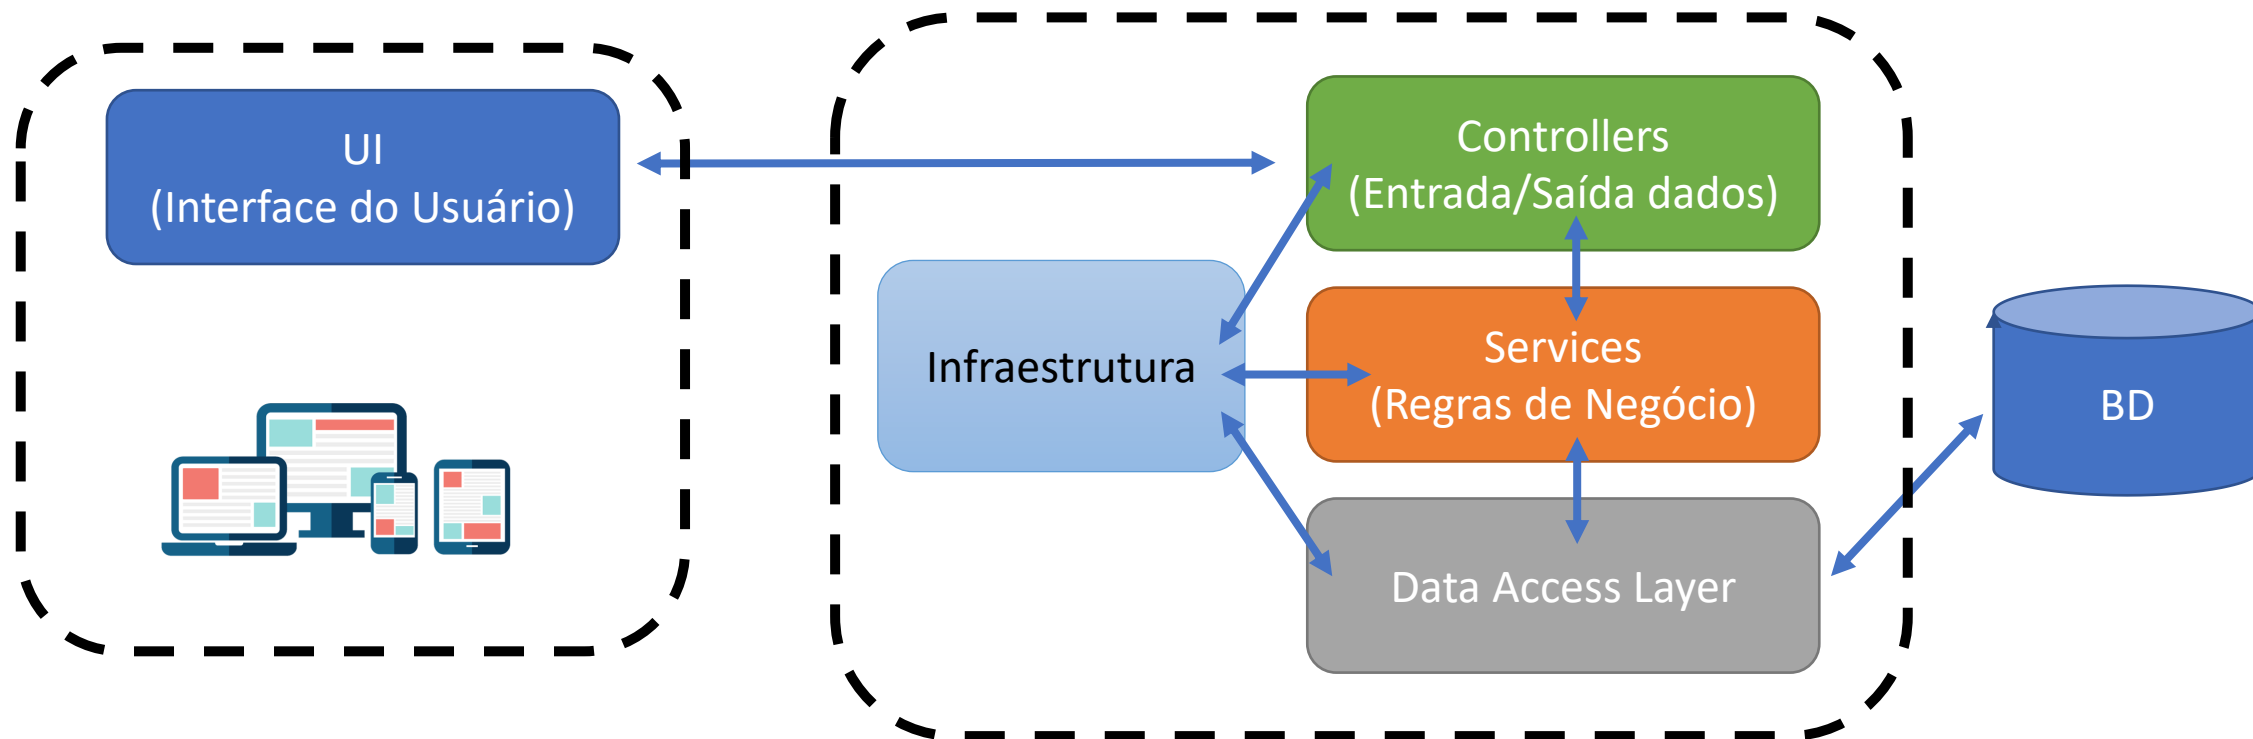 UI
(Interface do Usuário)
Controllers
(Entrada/Saída dados)
Infraestrutura
Services
(Regras de Negócio)
BD
Data Access Layer